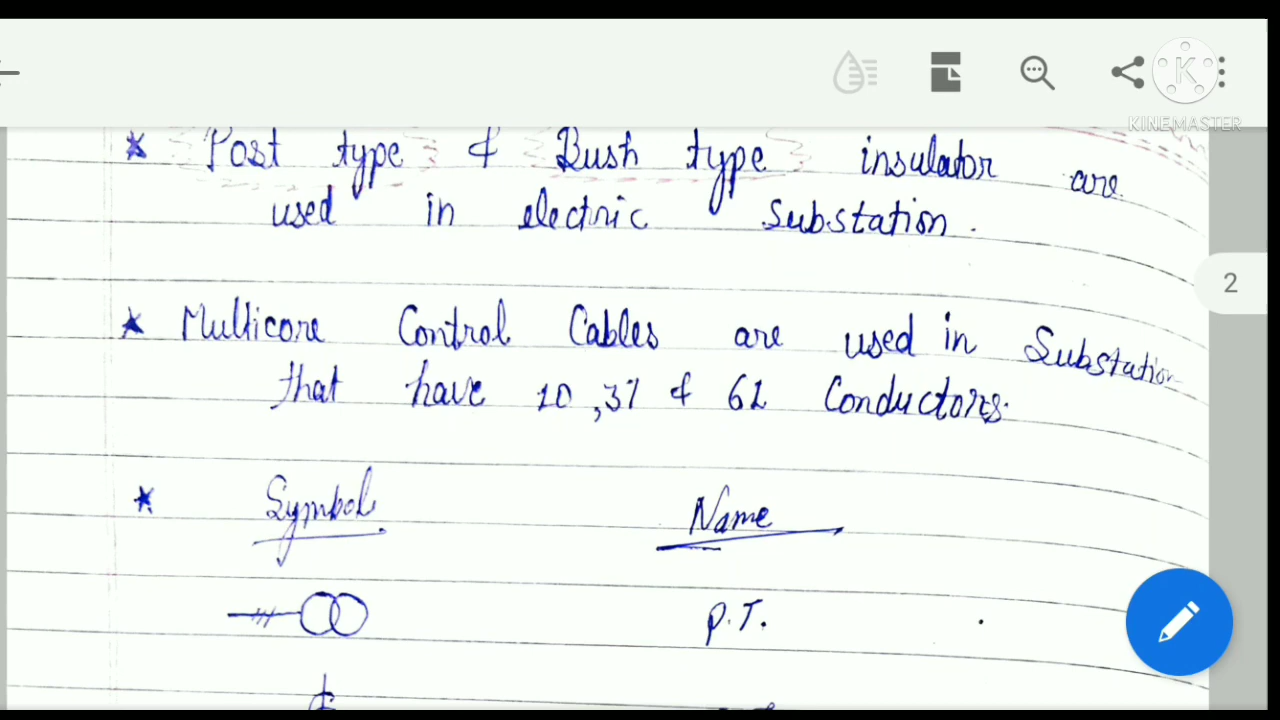 KINEMASTER
* Post type & Bush type insulator are
used in electric Substation.
2
* Multicore Control Cables are used in Substation
that have 10, 37 & 61 Conductors.
* Symbol Name
P.T.